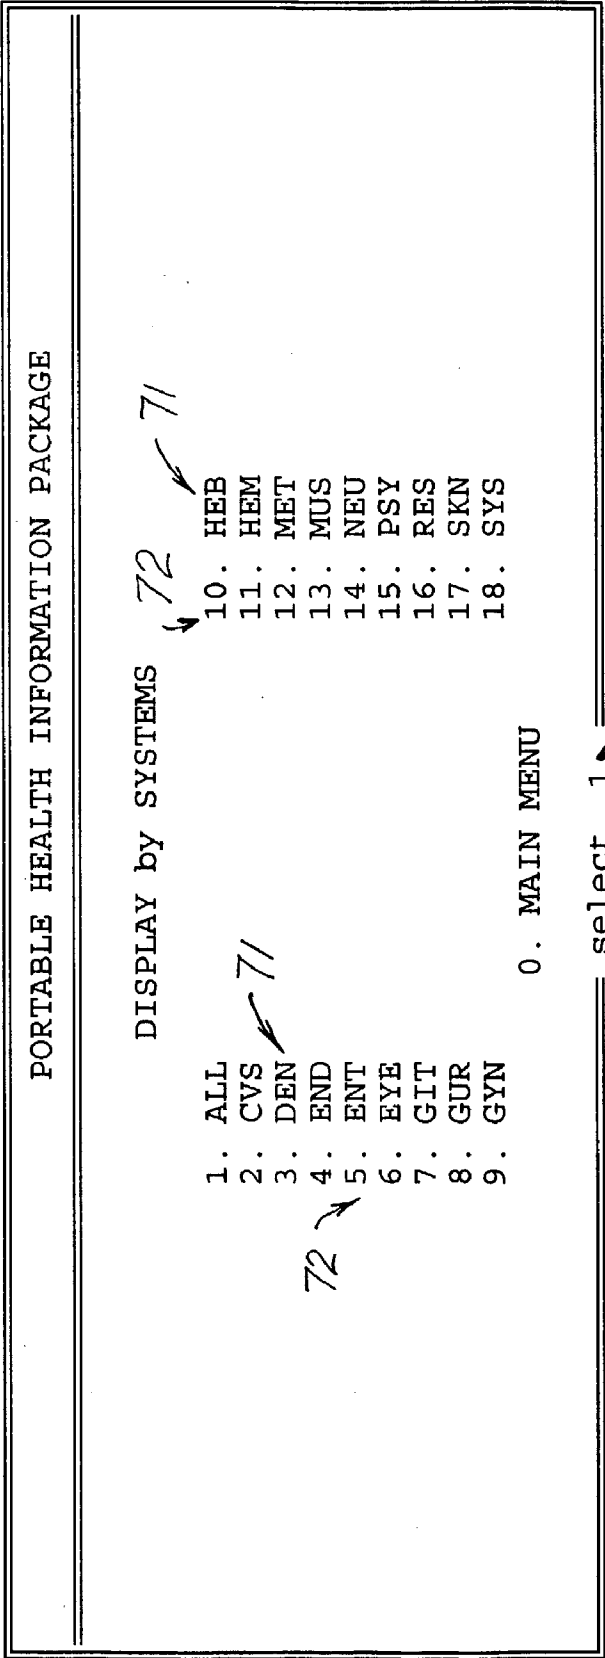 PORTABLE HEALTH INFORMATION PACKAGE
DISPLAY by SYSTEMS
72
71
1. ALL 10. HEB
2. CVS 11. HEM
71
3. DEN 12. MET
4. END 13. MUS
72
5. ENT 14. NEU
6. EYE 15. PSY
7. GIT 16. RES
8. GUR 17. SKN
9. GYN 18. SYS
0. MAIN MENU
select 1